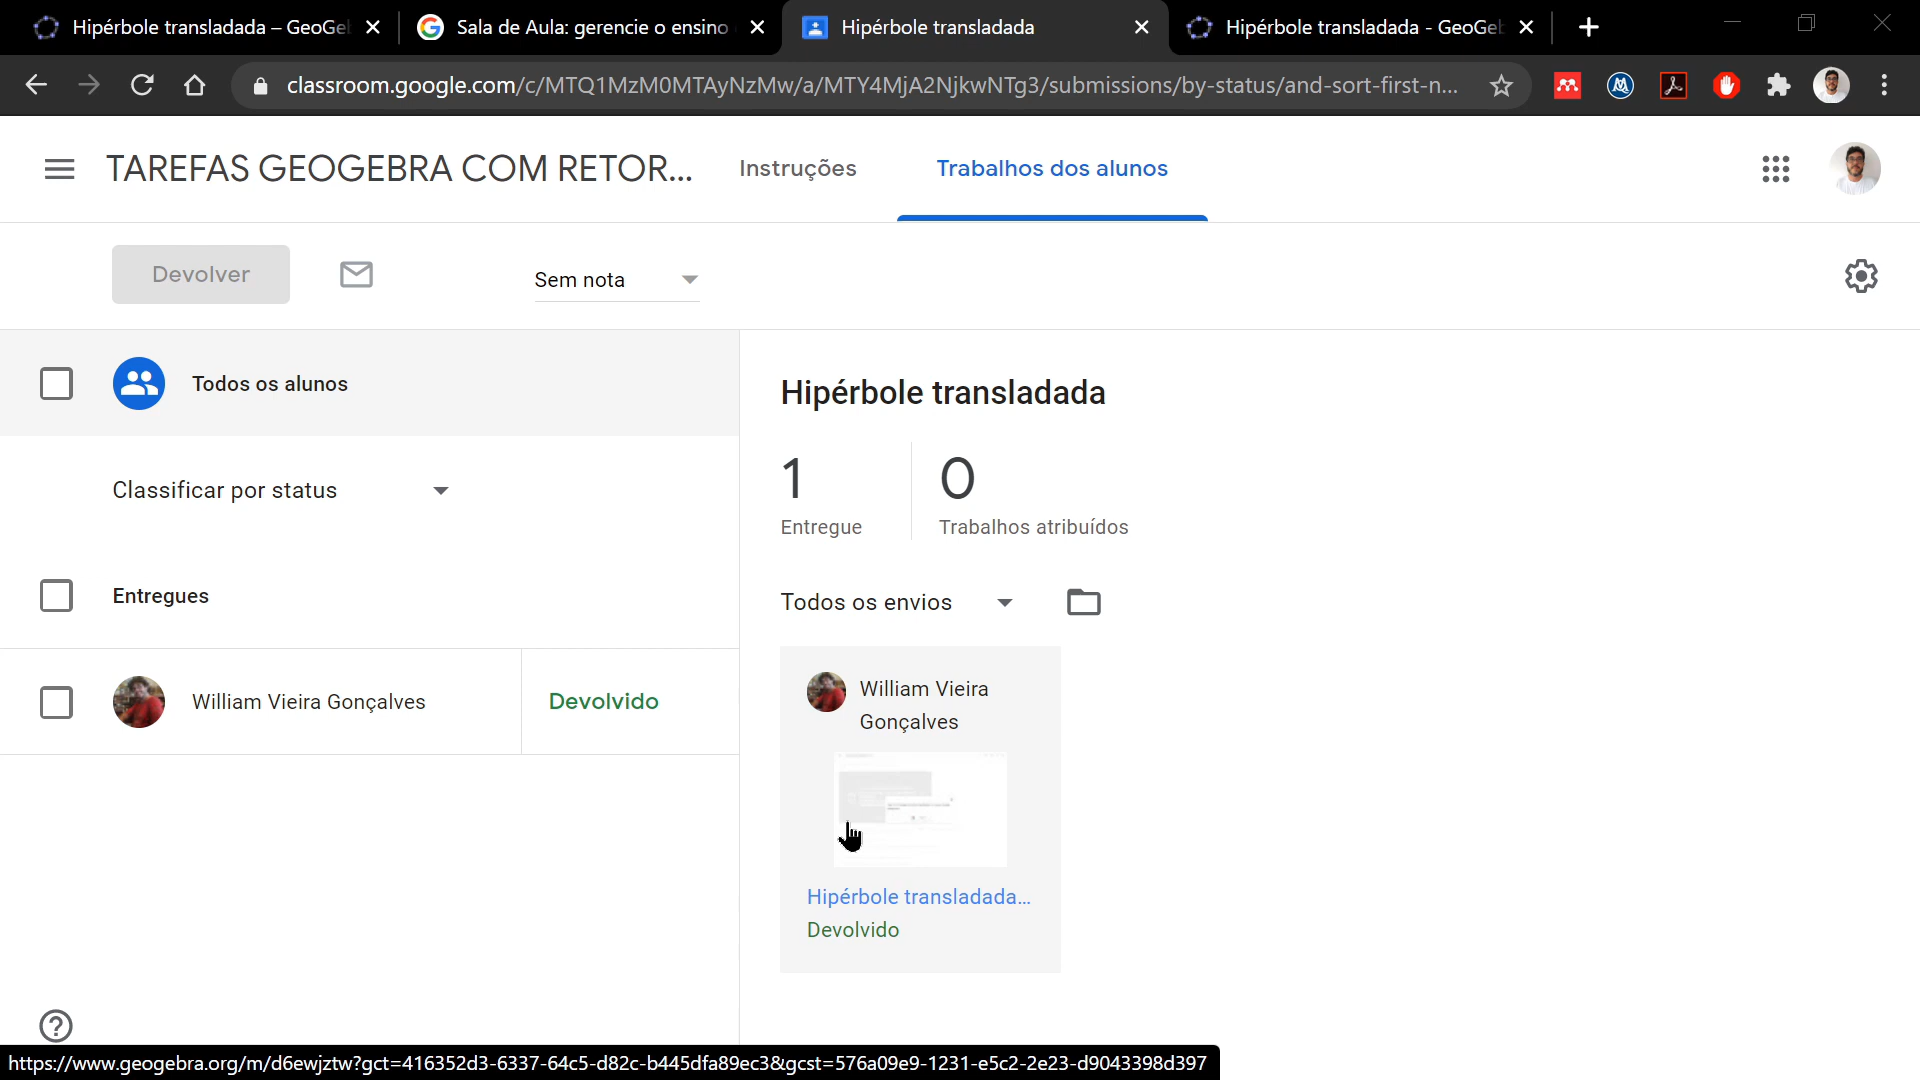 Hipérbole transladada – GeoGe
Sala de Aula: gerencie o ensino
Hipérbole transladada
Hipérbole transladada - GeoGeb
classroom.google.com/c/MTQ1MzM0MTAyNzMw/a/MTY4MjA2NjkwNTg3/submissions/by-status/and-sort-first-n...
TAREFAS GEOGEBRA COM RETOR...
Instruções
Trabalhos dos alunos
Devolver
Sem nota
Todos os alunos
Hipérbole transladada
1
0
Entregue
Trabalhos atribuídos
Classificar por status
Todos os envios
Entregues
William Vieira Gonçalves
Devolvido
William Vieira
Gonçalves
Hipérbole transladada...
Devolvido
https://www.geogebra.org/m/d6ewjztw?gct=416352d3-6337-64c5-d82c-b445dfa89ec3&gcst=576a09e9-1231-e5c2-2e23-d9043398d397